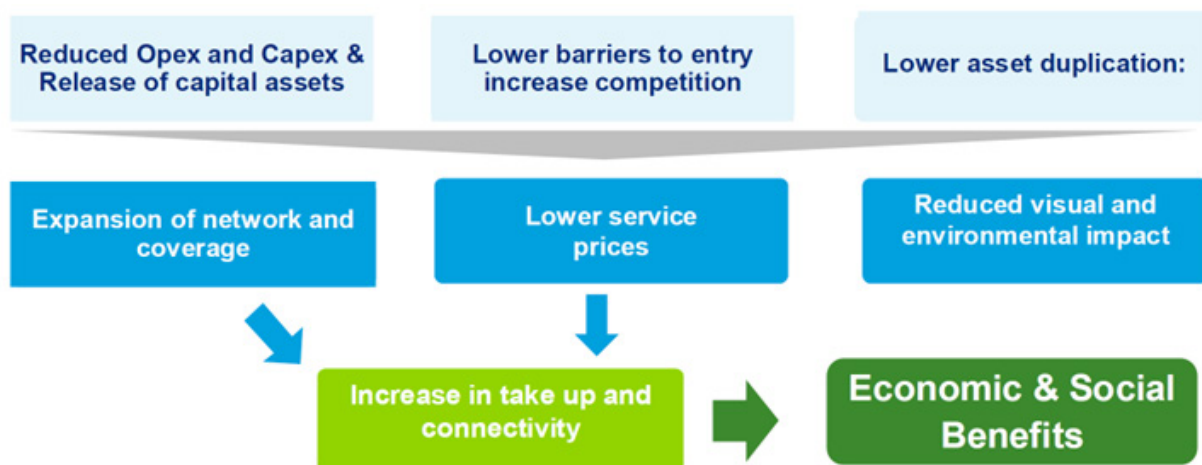 Reduced Opex and Capex &
Release of capital assets
Lower barriers to entry
increase competition
Lower asset duplication:
Expansion of network and
coverage
Lower service
prices
Reduced visual and
environmental impact
Increase in take up and
connectivity
Economic & Social
Benefits